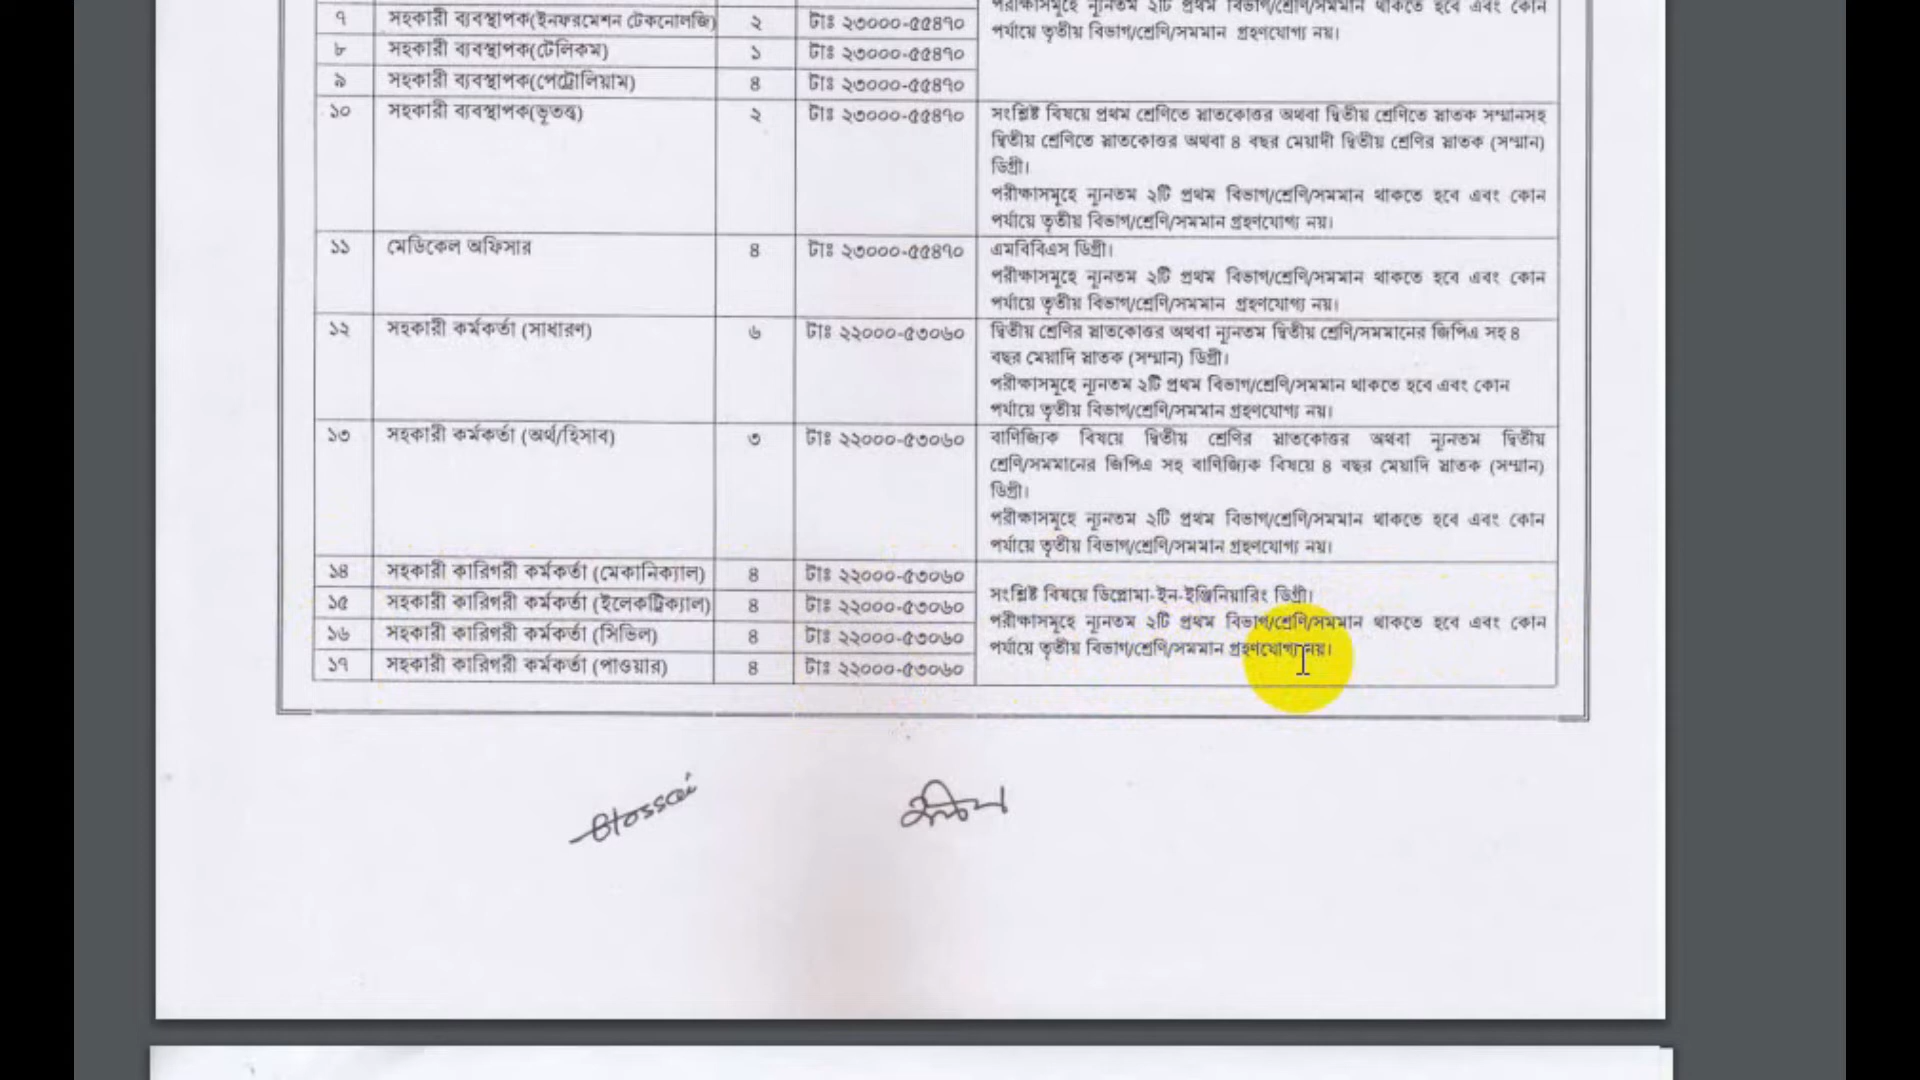 পরীক্ষাসমূহে ন্যূনতম ২টি প্রথম বিভাগ/শ্রেণি/সমমান থাকতে হবে এবং কোন
৭ সহকারী ব্যবস্থাপক(ইনফরমেশন টেকনোলজি) ২ টাঃ ২৩০০০-৫৫৪৭০ পর্যায়ে তৃতীয় বিভাগ/শ্রেণি/সমমান গ্রহণযোগ্য নয়।
৮ সহকারী ব্যবস্থাপক(টেলিকম) ১ টাঃ ২৩০০০-৫৫৪৭০
৯ সহকারী ব্যবস্থাপক(পেট্রোলিয়াম) ৪ টাঃ ২৩০০০-৫৫৪৭০
১০ সহকারী ব্যবস্থাপক(ভূতত্ত্ব) ২ টাঃ ২৩০০০-৫৫৪৭০ সংশ্লিষ্ট বিষয়ে প্রথম শ্রেণিতে স্নাতকোত্তর অথবা দ্বিতীয় শ্রেণিতে স্নাতক সম্মানসহ
দ্বিতীয় শ্রেণিতে স্নাতকোত্তর অথবা ৪ বছর মেয়াদী দ্বিতীয় শ্রেণির স্নাতক (সম্মান)
ডিগ্রী।
পরীক্ষাসমূহে ন্যূনতম ২টি প্রথম বিভাগ/শ্রেণি/সমমান থাকতে হবে এবং কোন
পর্যায়ে তৃতীয় বিভাগ/শ্রেণি/সমমান গ্রহণযোগ্য নয়।
১১ মেডিকেল অফিসার ৪ টাঃ ২৩০০০-৫৫৪৭০ এমবিবিএস ডিগ্রী।
পরীক্ষাসমূহে ন্যূনতম ২টি প্রথম বিভাগ/শ্রেণি/সমমান থাকতে হবে এবং কোন
পর্যায়ে তৃতীয় বিভাগ/শ্রেণি/সমমান গ্রহণযোগ্য নয়।
১২ সহকারী কর্মকর্তা (সাধারণ) ৬ টাঃ ২২০০০-৫৩০৬০ দ্বিতীয় শ্রেণির স্নাতকোত্তর অথবা ন্যূনতম দ্বিতীয় শ্রেণি/সমমানের জিপিএ সহ ৪
বছর মেয়াদি স্নাতক (সম্মান) ডিগ্রী।
পরীক্ষাসমূহে ন্যূনতম ২টি প্রথম বিভাগ/শ্রেণি/সমমান থাকতে হবে এবং কোন
পর্যায়ে তৃতীয় বিভাগ/শ্রেণি/সমমান গ্রহণযোগ্য নয়।
১৩ সহকারী কর্মকর্তা (অর্থ/হিসাব) ৩ টাঃ ২২০০০-৫৩০৬০ বাণিজ্যিক বিষয়ে দ্বিতীয় শ্রেণির স্নাতকোত্তর অথবা ন্যূনতম দ্বিতীয়
শ্রেণি/সমমানের জিপিএ সহ বাণিজ্যিক বিষয়ে ৪ বছর মেয়াদি স্নাতক (সম্মান)
ডিগ্রী।
পরীক্ষাসমূহে ন্যূনতম ২টি প্রথম বিভাগ/শ্রেণি/সমমান থাকতে হবে এবং কোন
পর্যায়ে তৃতীয় বিভাগ/শ্রেণি/সমমান গ্রহণযোগ্য নয়।
১৪ সহকারী কারিগরী কর্মকর্তা (মেকানিক্যাল) ৪ টাঃ ২২০০০-৫৩০৬০
১৫ সহকারী কারিগরী কর্মকর্তা (ইলেকট্রিক্যাল) ৪ টাঃ ২২০০০-৫৩০৬০ সংশ্লিষ্ট বিষয়ে ডিপ্লোমা-ইন-ইঞ্জিনিয়ারিং ডিগ্রী।
পরীক্ষাসমূহে ন্যূনতম ২টি প্রথম বিভাগ/শ্রেণি/সমমান থাকতে হবে এবং কোন
১৬ সহকারী কারিগরী কর্মকর্তা (সিভিল) ৪ টাঃ ২২০০০-৫৩০৬০ পর্যায়ে তৃতীয় বিভাগ/শ্রেণি/সমমান গ্রহণযোগ্য নয়।
১৭ সহকারী কারিগরী কর্মকর্তা (পাওয়ার) ৪ টাঃ ২২০০০-৫৩০৬০